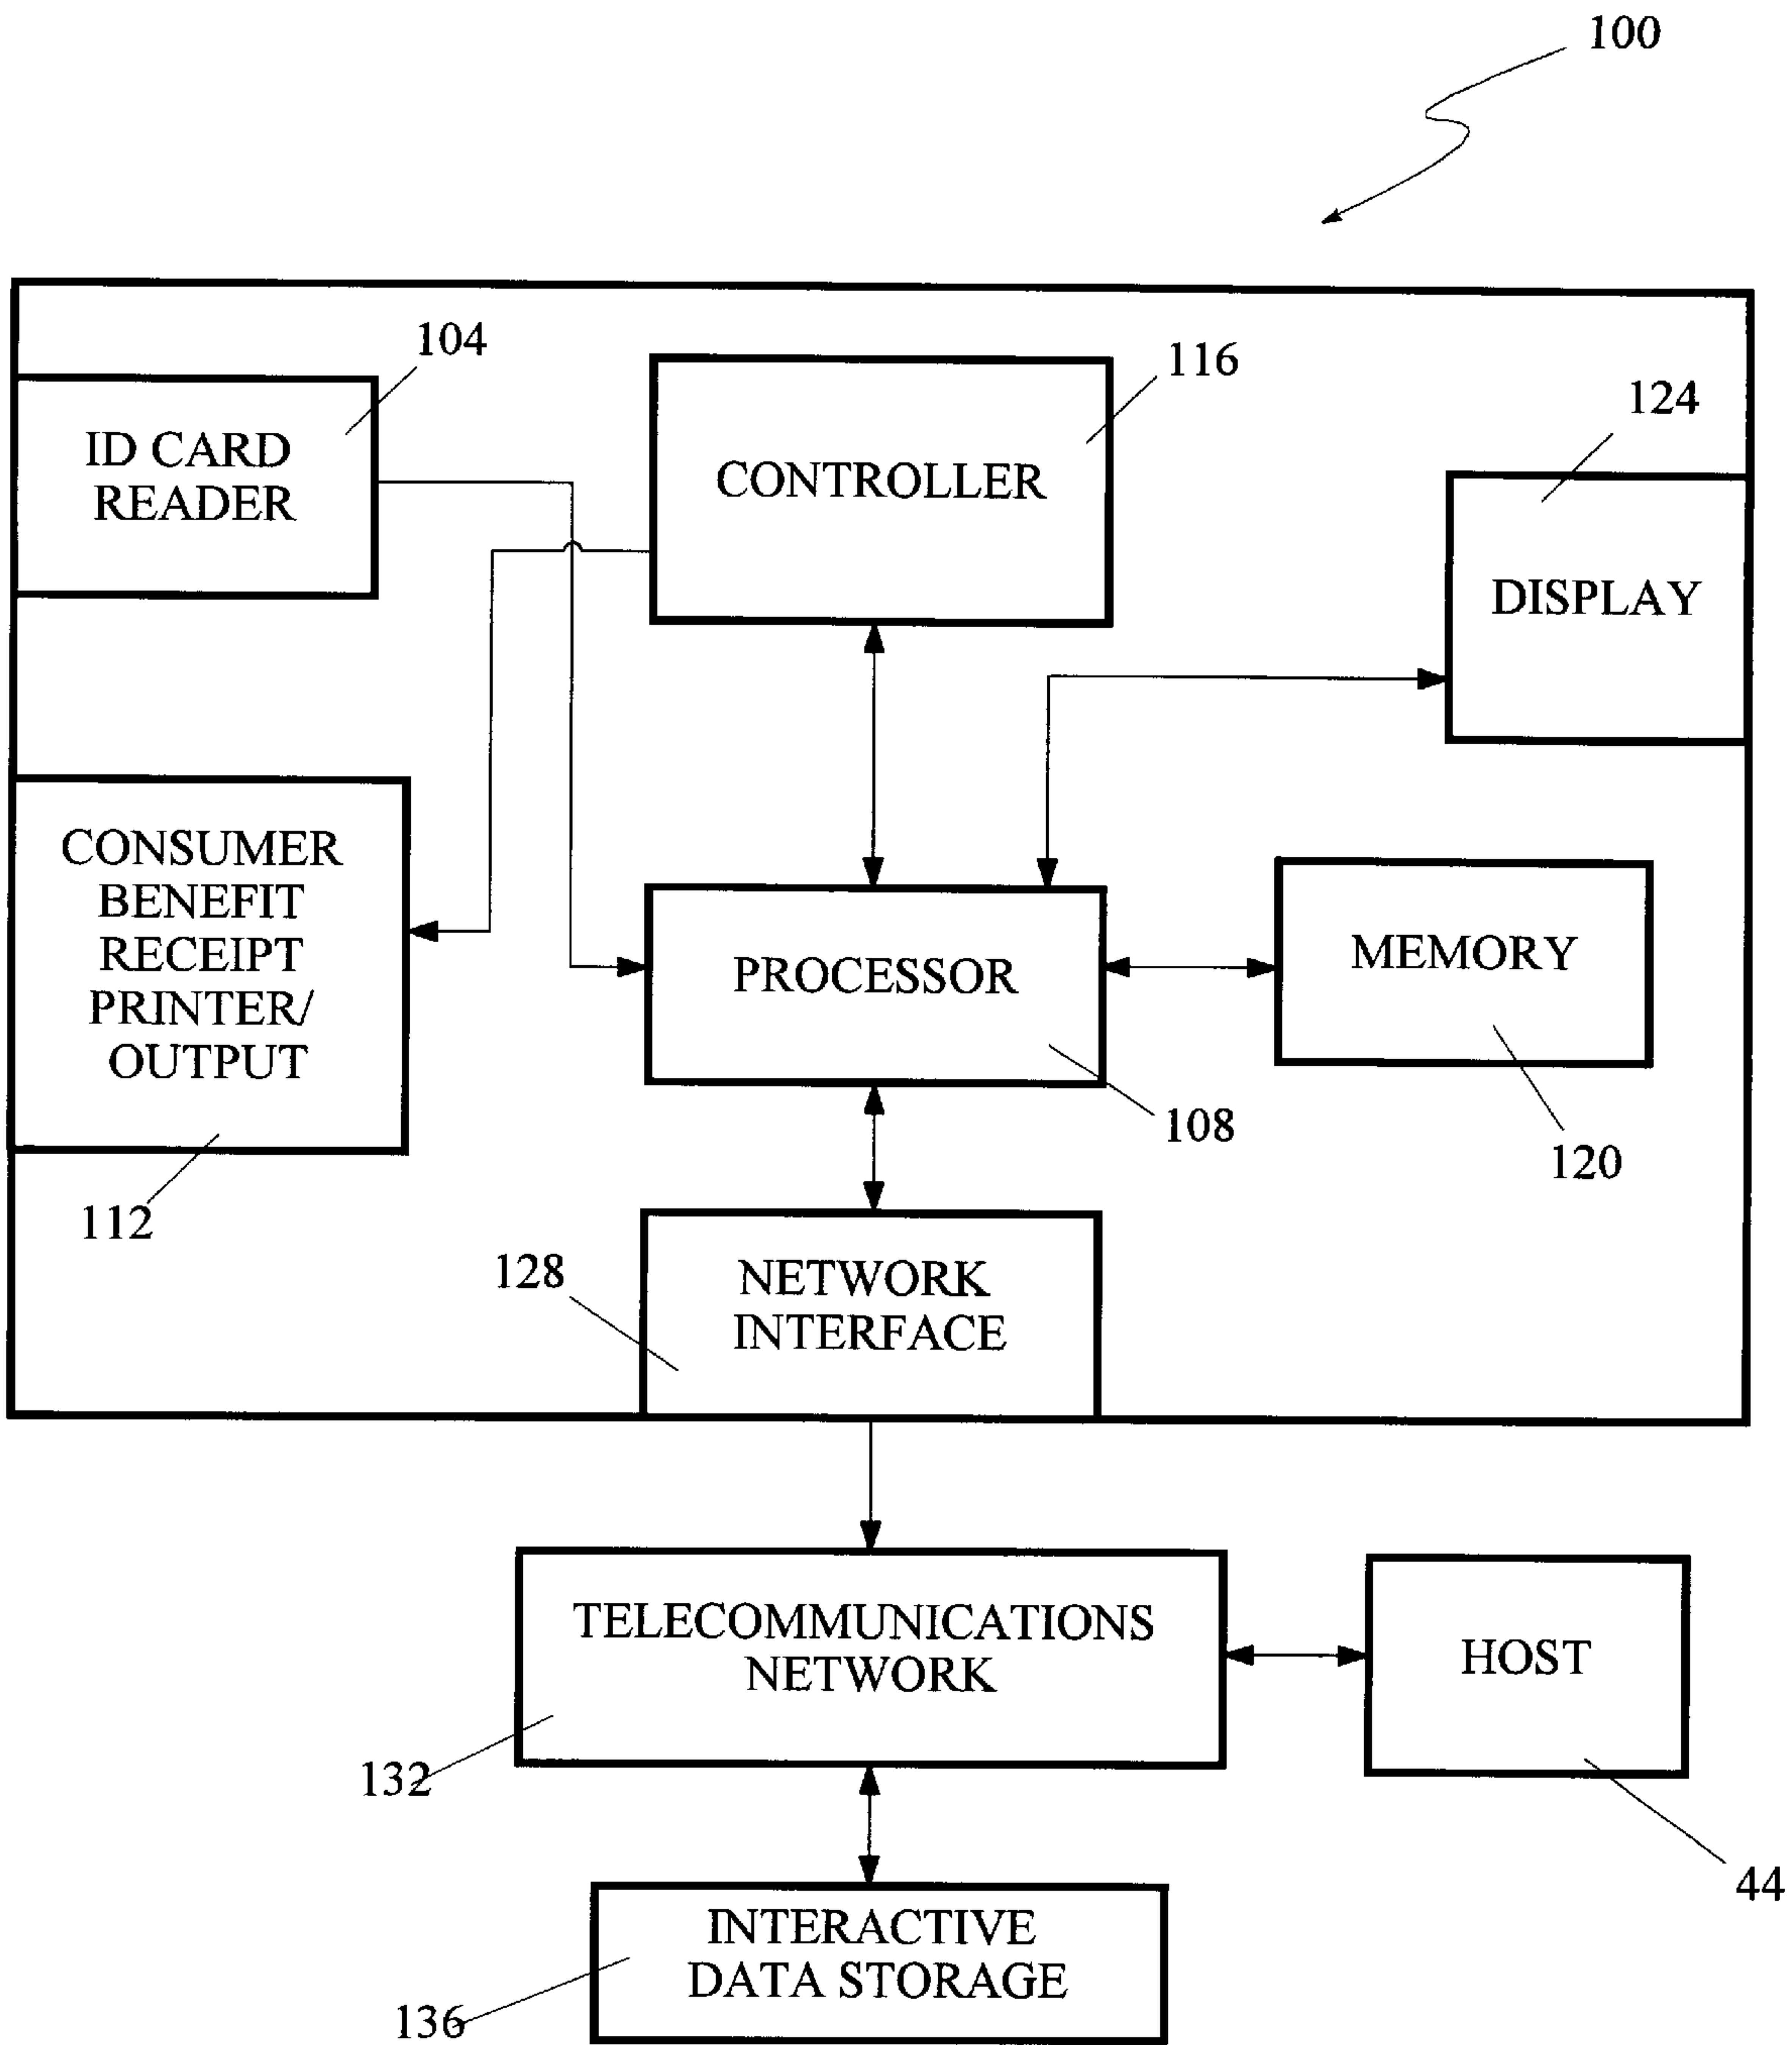 100
104
116
124
ID CARD
READER
CONTROLLER
DISPLAY
CONSUMER
BENEFIT
RECEIPT
PRINTER/
OUTPUT
PROCESSOR
MEMORY
108
120
112
128
NETWORK
INTERFACE
TELECOMMUNICATIONS
NETWORK
HOST
132
44
INTERACTIVE
DATA STORAGE
136